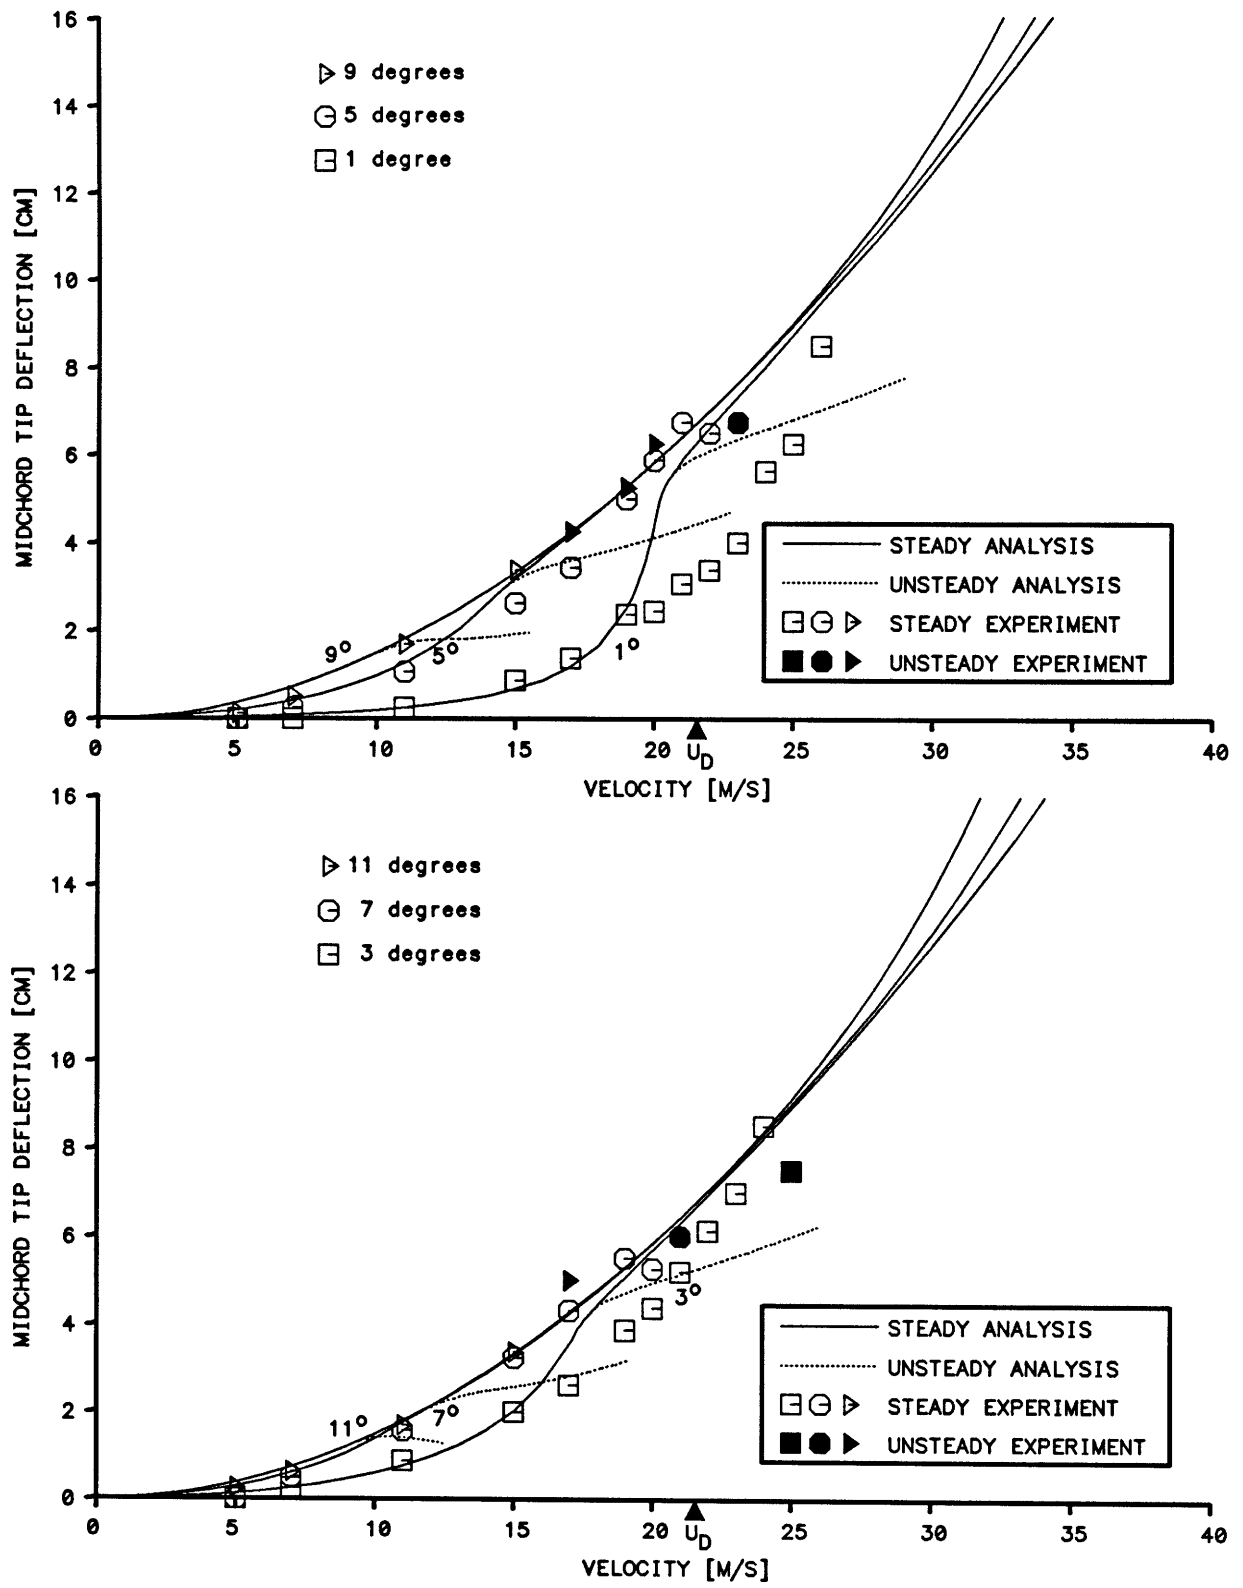 16
14
12
10
8
6
4
2
0
MIDCHORD TIP DEFLECTION [CM]
9 degrees
5 degrees
1 degree
9°
5°
1°
STEADY ANALYSIS
UNSTEADY ANALYSIS
STEADY EXPERIMENT
UNSTEADY EXPERIMENT
0 5 10 15 20 25 30 35 40
U_D
VELOCITY [M/S]
16
14
12
10
8
6
4
2
0
MIDCHORD TIP DEFLECTION [CM]
11 degrees
7 degrees
3 degrees
3°
11°
7°
STEADY ANALYSIS
UNSTEADY ANALYSIS
STEADY EXPERIMENT
UNSTEADY EXPERIMENT
0 5 10 15 20 25 30 35 40
U_D
VELOCITY [M/S]